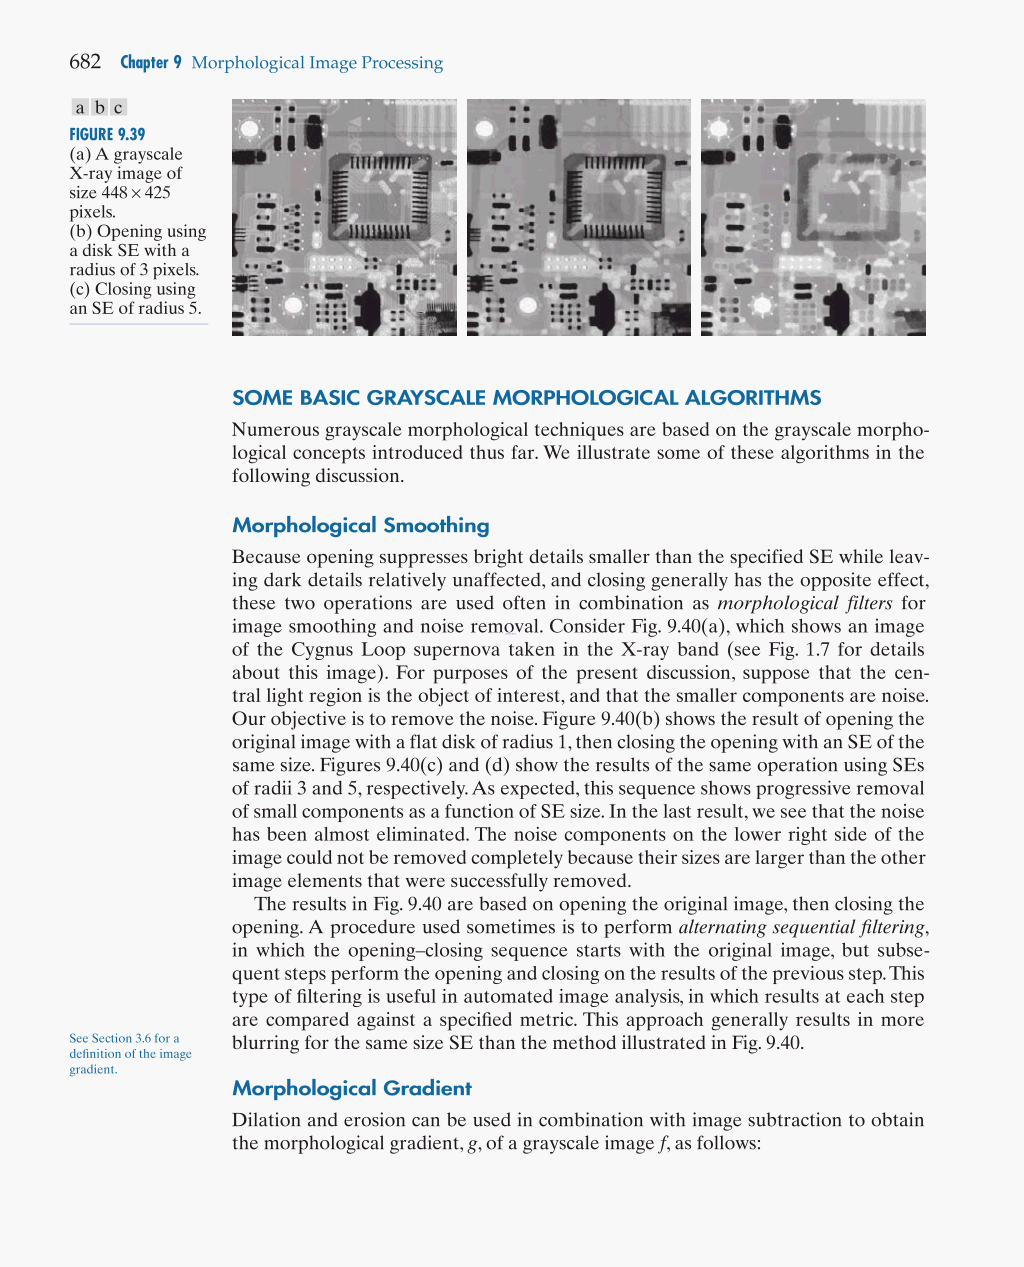 682 Chapter 9 Morphological Image Processing
a b c
FIGURE 9.39
(a) A grayscale
X-ray image of
size 448 × 425
pixels.
(b) Opening using
a disk SE with a
radius of 3 pixels.
(c) Closing using
an SE of radius 5.
SOME BASIC GRAYSCALE MORPHOLOGICAL ALGORITHMS
Numerous grayscale morphological techniques are based on the grayscale morpho-
logical concepts introduced thus far. We illustrate some of these algorithms in the
following discussion.
Morphological Smoothing
Because opening suppresses bright details smaller than the specified SE while leav-
ing dark details relatively unaffected, and closing generally has the opposite effect,
these two operations are used often in combination as morphological filters for
image smoothing and noise removal. Consider Fig. 9.40(a), which shows an image
of the Cygnus Loop supernova taken in the X-ray band (see Fig. 1.7 for details
about this image). For purposes of the present discussion, suppose that the cen-
tral light region is the object of interest, and that the smaller components are noise.
Our objective is to remove the noise. Figure 9.40(b) shows the result of opening the
original image with a flat disk of radius 1, then closing the opening with an SE of the
same size. Figures 9.40(c) and (d) show the results of the same operation using SEs
of radii 3 and 5, respectively. As expected, this sequence shows progressive removal
of small components as a function of SE size. In the last result, we see that the noise
has been almost eliminated. The noise components on the lower right side of the
image could not be removed completely because their sizes are larger than the other
image elements that were successfully removed.
The results in Fig. 9.40 are based on opening the original image, then closing the
opening. A procedure used sometimes is to perform alternating sequential filtering,
in which the opening–closing sequence starts with the original image, but subse-
quent steps perform the opening and closing on the results of the previous step. This
type of filtering is useful in automated image analysis, in which results at each step
are compared against a specified metric. This approach generally results in more
blurring for the same size SE than the method illustrated in Fig. 9.40.
See Section 3.6 for a
definition of the image
gradient.
Morphological Gradient
Dilation and erosion can be used in combination with image subtraction to obtain
the morphological gradient, g, of a grayscale image f, as follows: